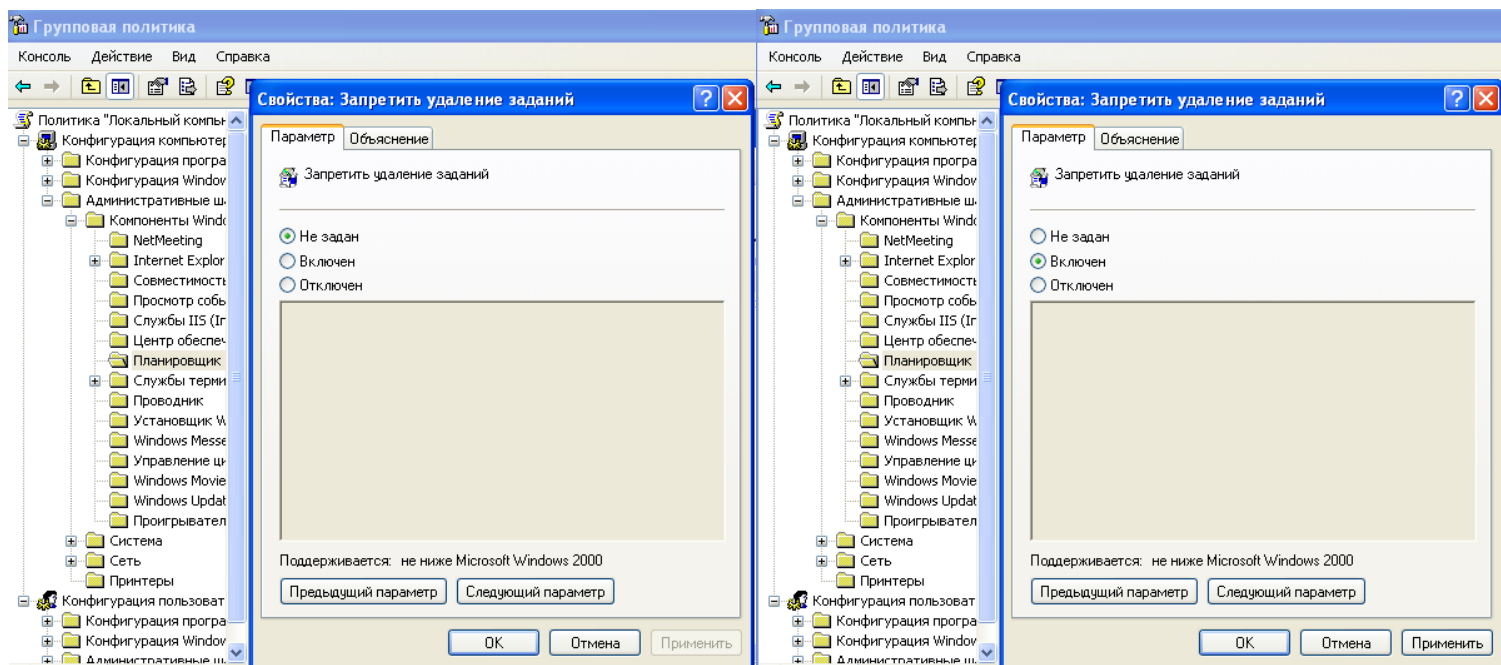 Групповая политика
Консоль Действие Вид Справка
Свойства: Запретить удаление заданий
Политика "Локальный компьн
Конфигурация компьютер
Конфигурация програ
Конфигурация Window
Административные ш
Компоненты Windo
NetMeeting
Internet Explor
Совместимость
Просмотр собы
Службы IIS (Ir
Центр обеспеч
Планировщик
Службы терми
Проводник
Установщик W
Windows Messe
Управление ци
Windows Movie
Windows Updat
Проигрывател
Система
Сеть
Принтеры
Конфигурация пользоват
Конфигурация програ
Конфигурация Window
Административные ш
Параметр Объяснение
Запретить удаление заданий
Не задан
Включен
Отключен
Поддерживается: не ниже Microsoft Windows 2000
Предыдущий параметр Следующий параметр
ОК Отмена Применить
Групповая политика
Консоль Действие Вид Справка
Свойства: Запретить удаление заданий
Политика "Локальный компьн
Конфигурация компьютер
Конфигурация програ
Конфигурация Window
Административные ш
Компоненты Windo
NetMeeting
Internet Explor
Совместимость
Просмотр собы
Службы IIS (Ir
Центр обеспеч
Планировщик
Службы терми
Проводник
Установщик W
Windows Messe
Управление ци
Windows Movie
Windows Updat
Проигрывател
Система
Сеть
Принтеры
Конфигурация пользоват
Конфигурация програ
Конфигурация Window
Административные ш
Параметр Объяснение
Запретить удаление заданий
Не задан
Включен
Отключен
Поддерживается: не ниже Microsoft Windows 2000
Предыдущий параметр Следующий параметр
ОК Отмена Применить